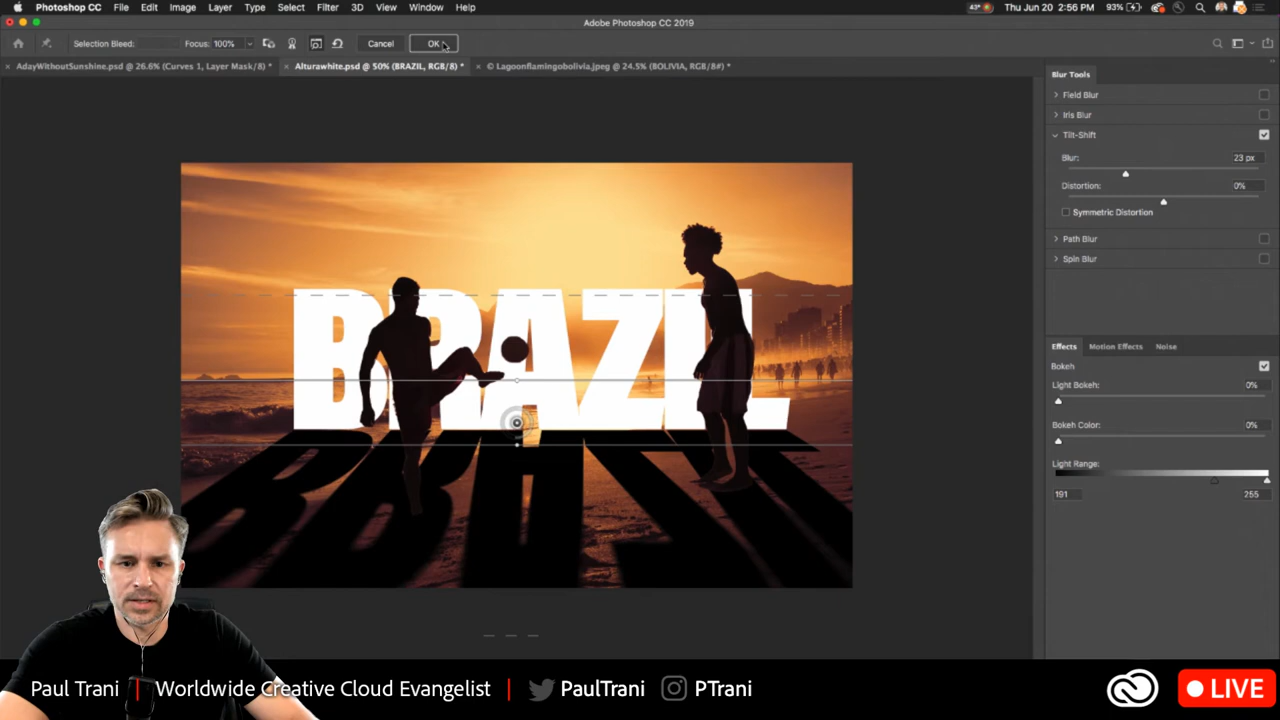 Photoshop CC File Edit Image Layer Type Select Filter 3D View Window Help 43° Thu Jun 20 2:56 PM 93%
Adobe Photoshop CC 2019
Selection Bleed: Focus: 100% Cancel OK
AdayWithoutSunshine.psd @ 26.6% (Curves 1, Layer Mask/8) * Alturawhite.psd @ 50% (BRAZIL, RGB/8) * © Lagoonflamingobolivia.jpeg @ 24.5% (BOLIVIA, RGB/8#) *
Blur Tools
Field Blur
Iris Blur
Tilt-Shift
Blur: 23 px
Distortion: 0%
Symmetric Distortion
Path Blur
Spin Blur
BRAZIL
Effects Motion Effects Noise
Bokeh
Light Bokeh: 0%
Bokeh Color: 0%
Light Range:
191 255
Paul Trani | Worldwide Creative Cloud Evangelist | PaulTrani PTrani LIVE